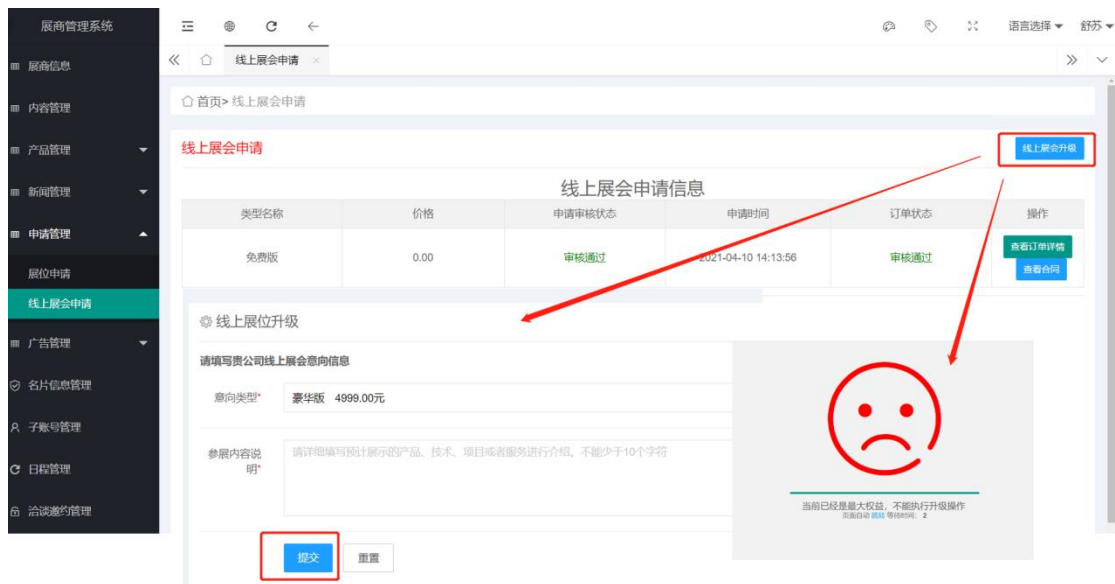 展商管理系统
语言选择
舒苏
展商信息
线上展会申请
内容管理
首页> 线上展会申请
产品管理
线上展会申请
线上展会升级
新闻管理
线上展会申请信息
类型名称 价格 申请审核状态 申请时间 订单状态 操作
申请管理
免费版 0.00 审核通过 2021-04-10 14:13:56 审核通过 查看订单详情
查看合同
展位申请
线上展会申请
线上展位升级
广告管理
请填写贵公司线上展会意向信息
名片信息管理
意向类型* 豪华版 4999.00元
子账号管理
参展内容说明* 请详细填写预计展示的产品、技术、项目或者服务进行介绍，不能少于10个字符
日程管理
洽谈邀约管理
当前已经是最大权益，不能执行升级操作
页面自动 跳转 等待时间： 2
提交 重置